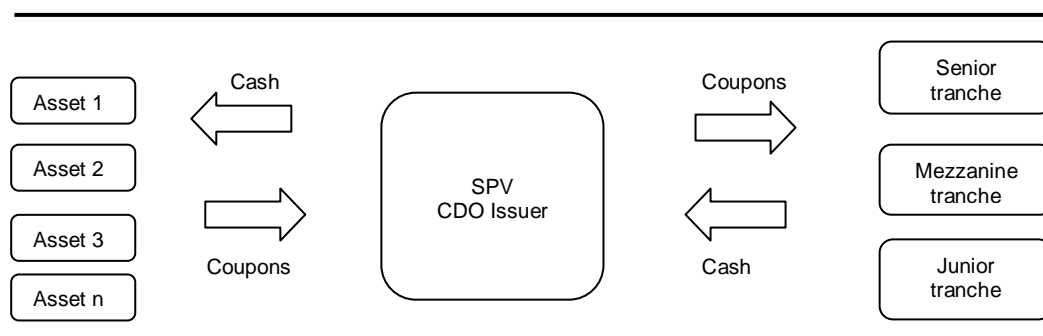 Asset 1
Asset 2
Asset 3
Asset n
Cash
Coupons
SPV
CDO Issuer
Coupons
Cash
Senior
tranche
Mezzanine
tranche
Junior
tranche